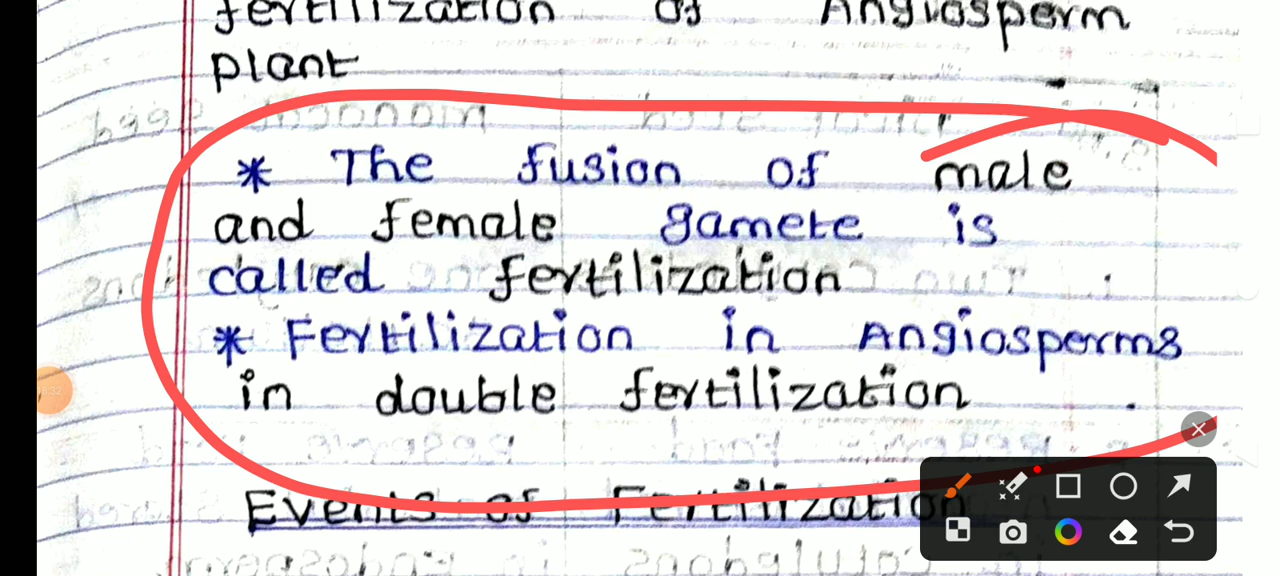 fertilization of Angiosperm
plant
* The fusion of male
and female gamete is
called fertilization .
* Fertilization in Angiosperms
in double fertilization .
Events of Fertilization